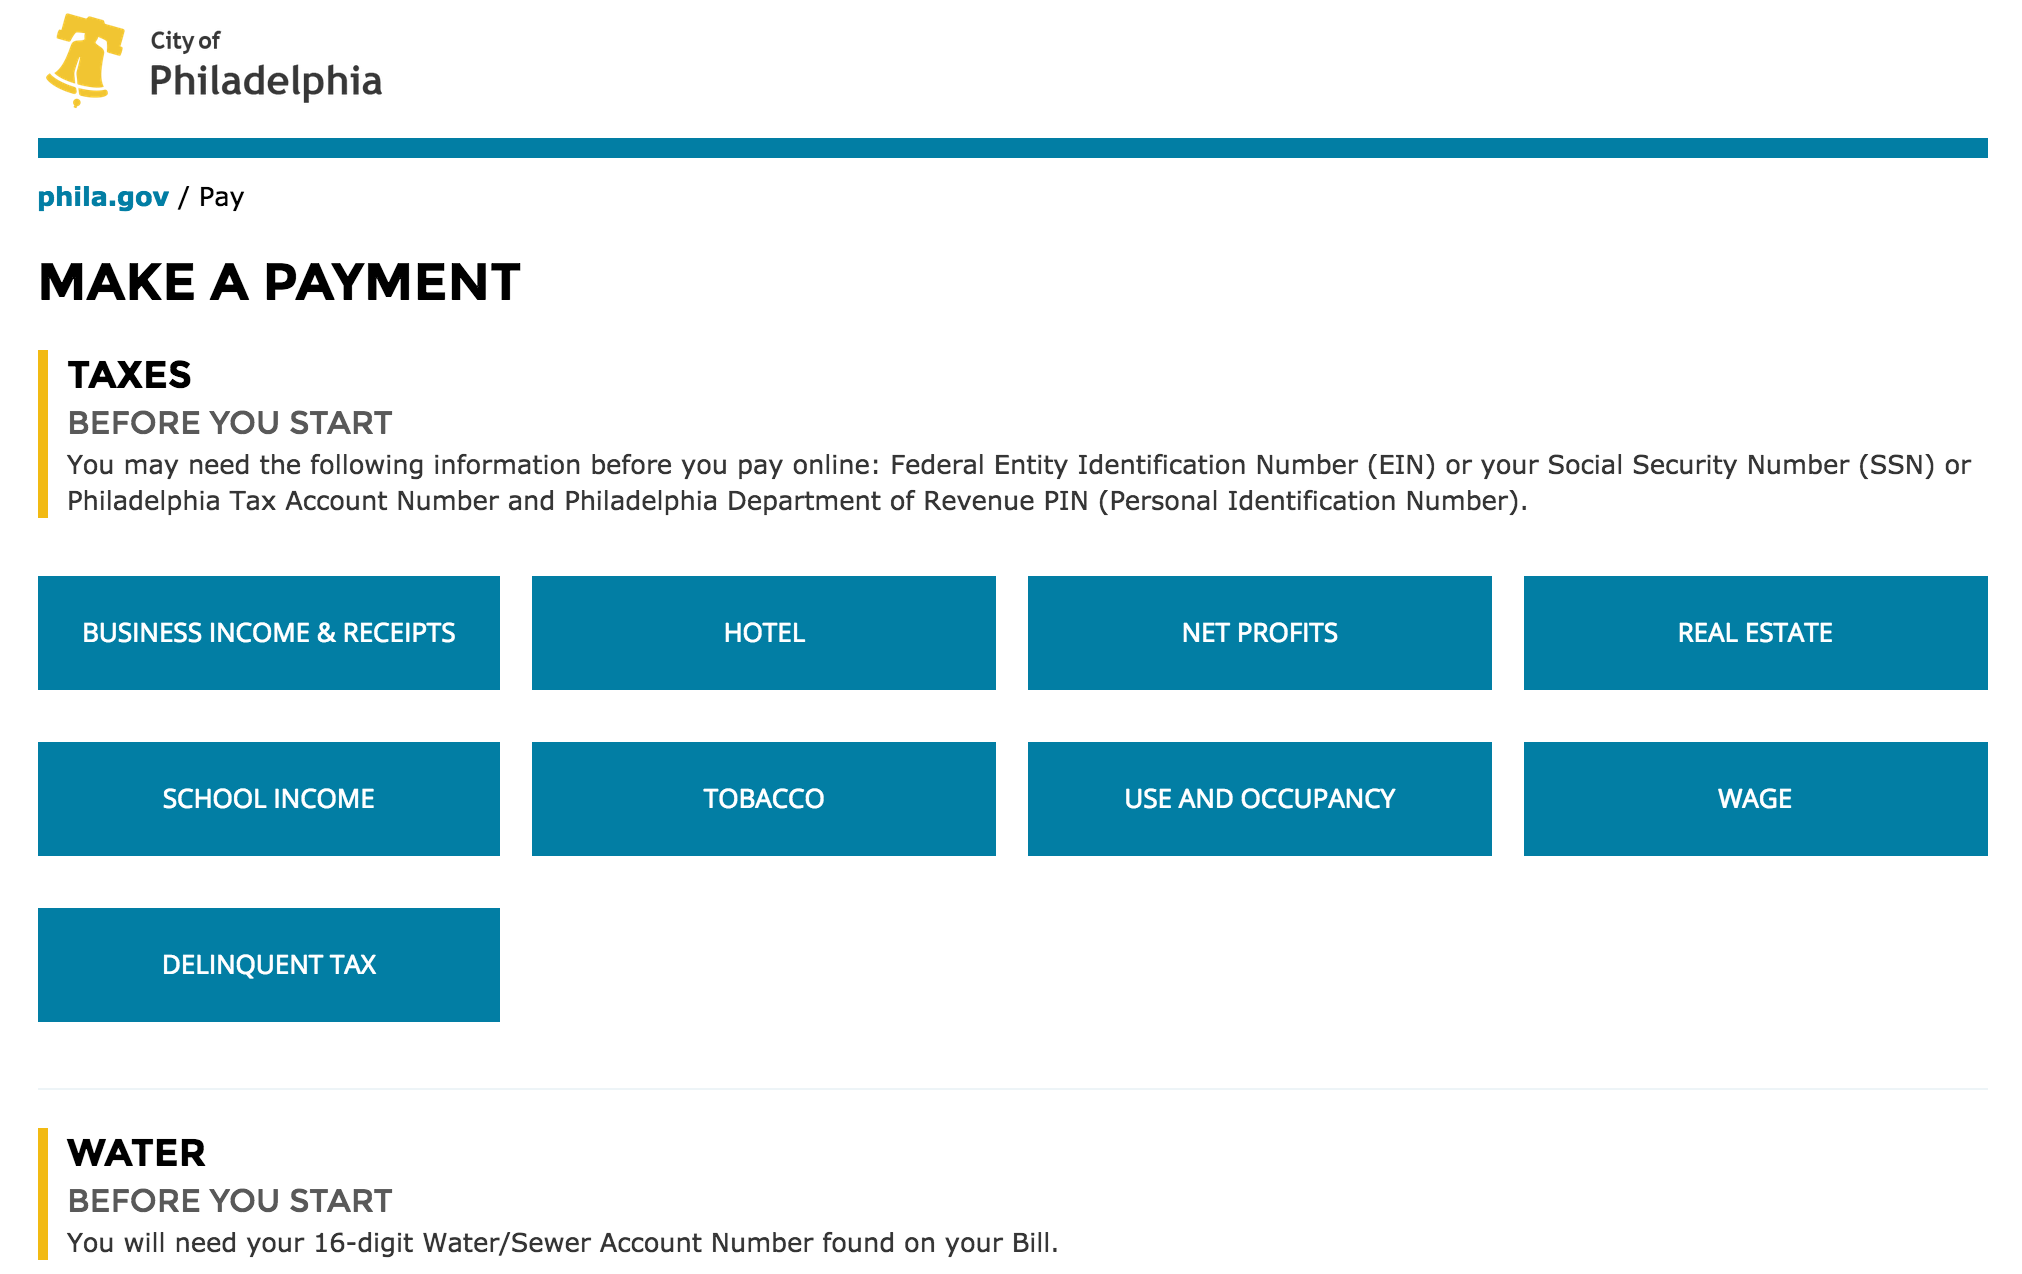 City of
Philadelphia
phila.gov / Pay
MAKE A PAYMENT
TAXES
BEFORE YOU START
You may need the following information before you pay online: Federal Entity Identification Number (EIN) or your Social Security Number (SSN) or
Philadelphia Tax Account Number and Philadelphia Department of Revenue PIN (Personal Identification Number).
BUSINESS INCOME & RECEIPTS
HOTEL
NET PROFITS
REAL ESTATE
SCHOOL INCOME
TOBACCO
USE AND OCCUPANCY
WAGE
DELINQUENT TAX
WATER
BEFORE YOU START
You will need your 16-digit Water/Sewer Account Number found on your Bill.